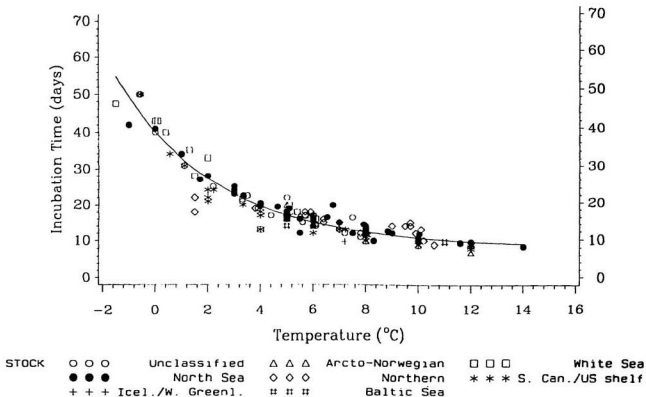 70 70
60 60
50 50
40 40
30 30
20 20
10 10
0 0
Incubation Time (days)
-2 0 2 4 6 8 10 12 14 16
Temperature (°C)
STOCK ○ ○ ○ Unclassified △ △ △ Arcto-Norwegian □ □ □ White Sea
● ● ● North Sea ◇ ◇ ◇ Northern * * * S. Can./US shelf
+ + + Icel./W. Greenl. # # # Baltic Sea